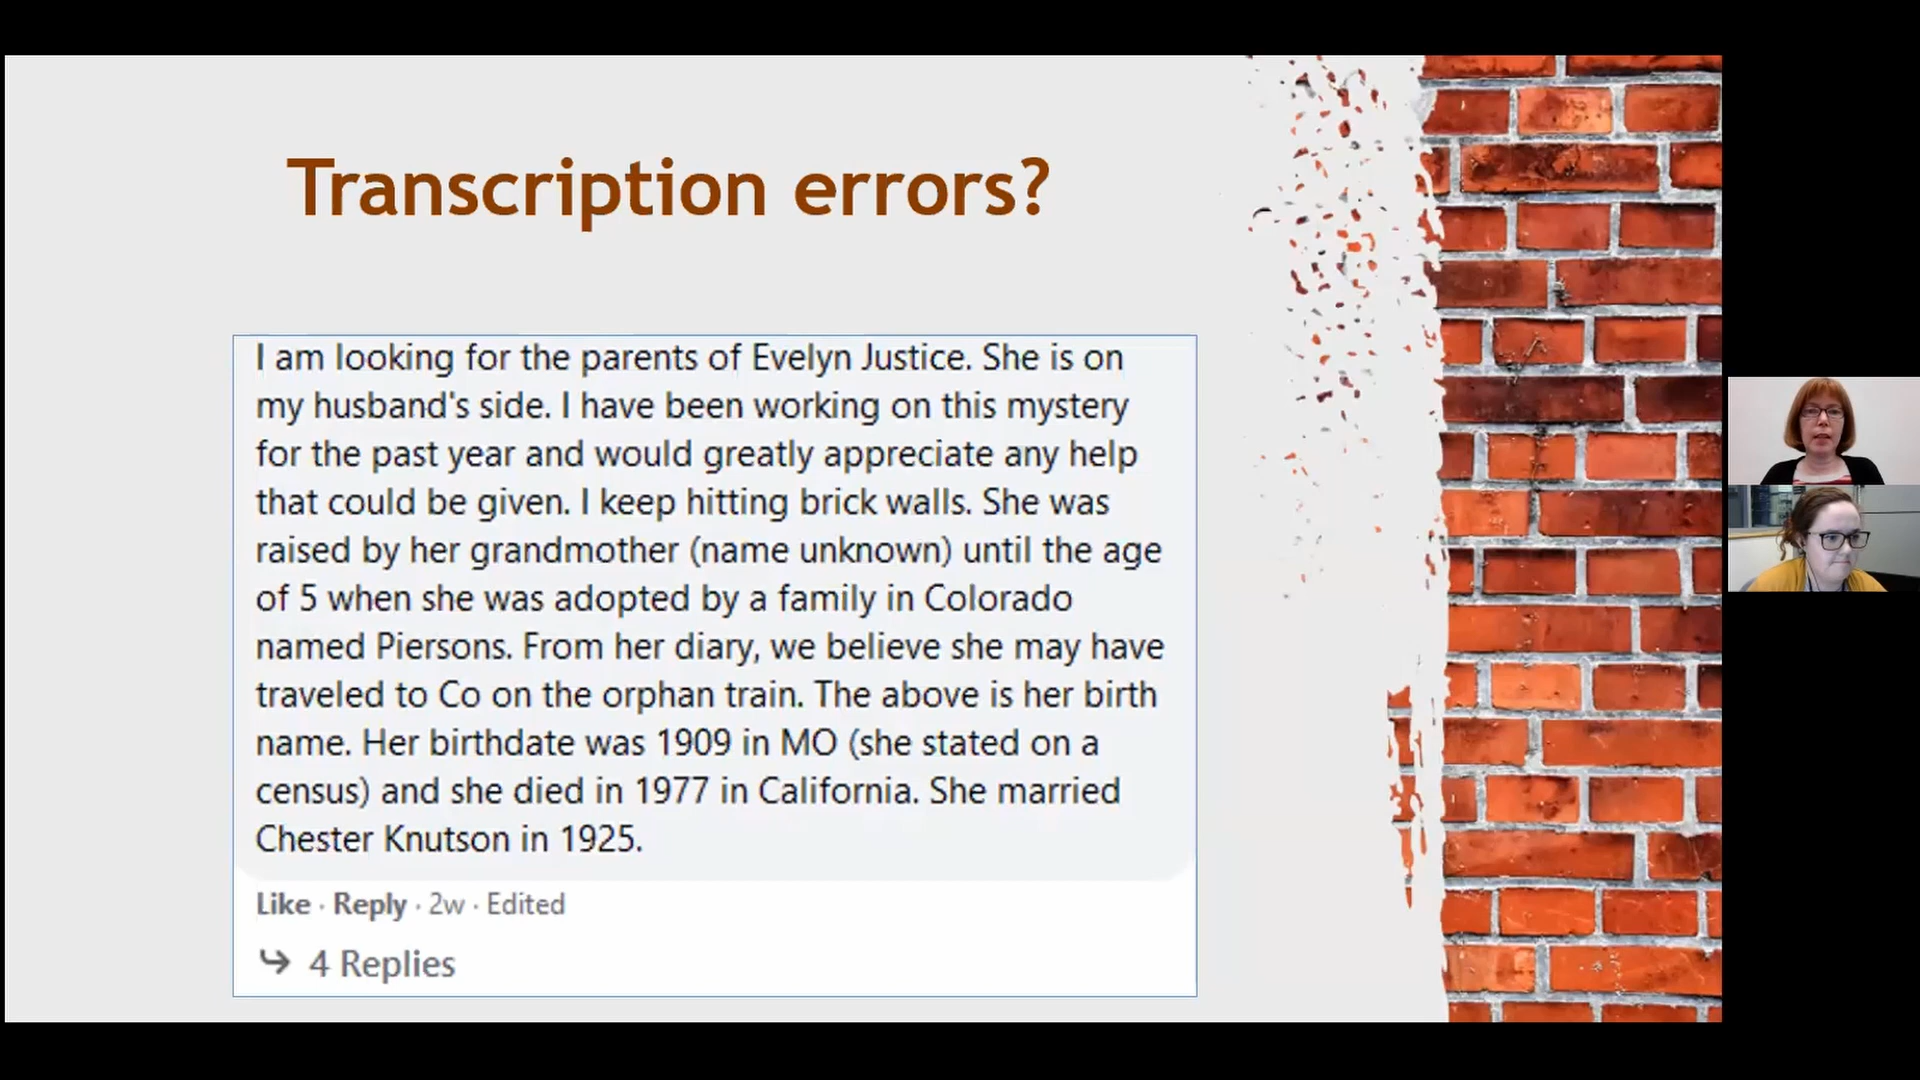 Transcription errors?
I am looking for the parents of Evelyn Justice. She is on
my husband's side. I have been working on this mystery
for the past year and would greatly appreciate any help
that could be given. I keep hitting brick walls. She was
raised by her grandmother (name unknown) until the age
of 5 when she was adopted by a family in Colorado
named Piersons. From her diary, we believe she may have
traveled to Co on the orphan train. The above is her birth
name. Her birthdate was 1909 in MO (she stated on a
census) and she died in 1977 in California. She married
Chester Knutson in 1925.
Like · Reply · 2w · Edited
4 Replies